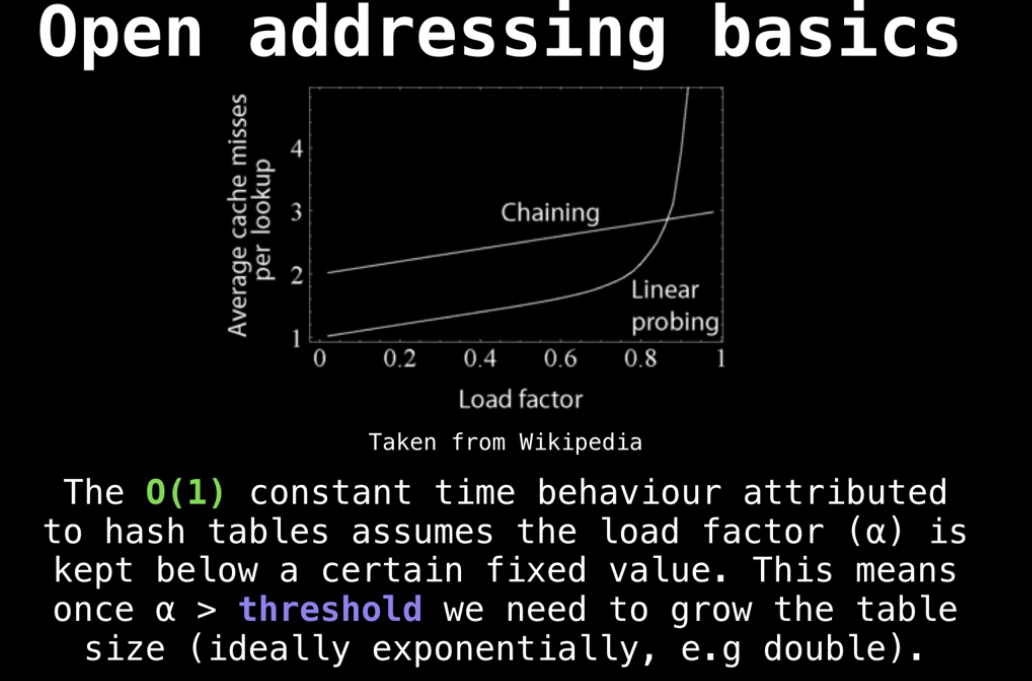 Open addressing basics
Average cache misses
per lookup
4
3
2
1
Chaining
Linear
probing
0 0.2 0.4 0.6 0.8 1
Load factor
Taken from Wikipedia
The O(1) constant time behaviour attributed
to hash tables assumes the load factor (α) is
kept below a certain fixed value. This means
once α > threshold we need to grow the table
size (ideally exponentially, e.g double).